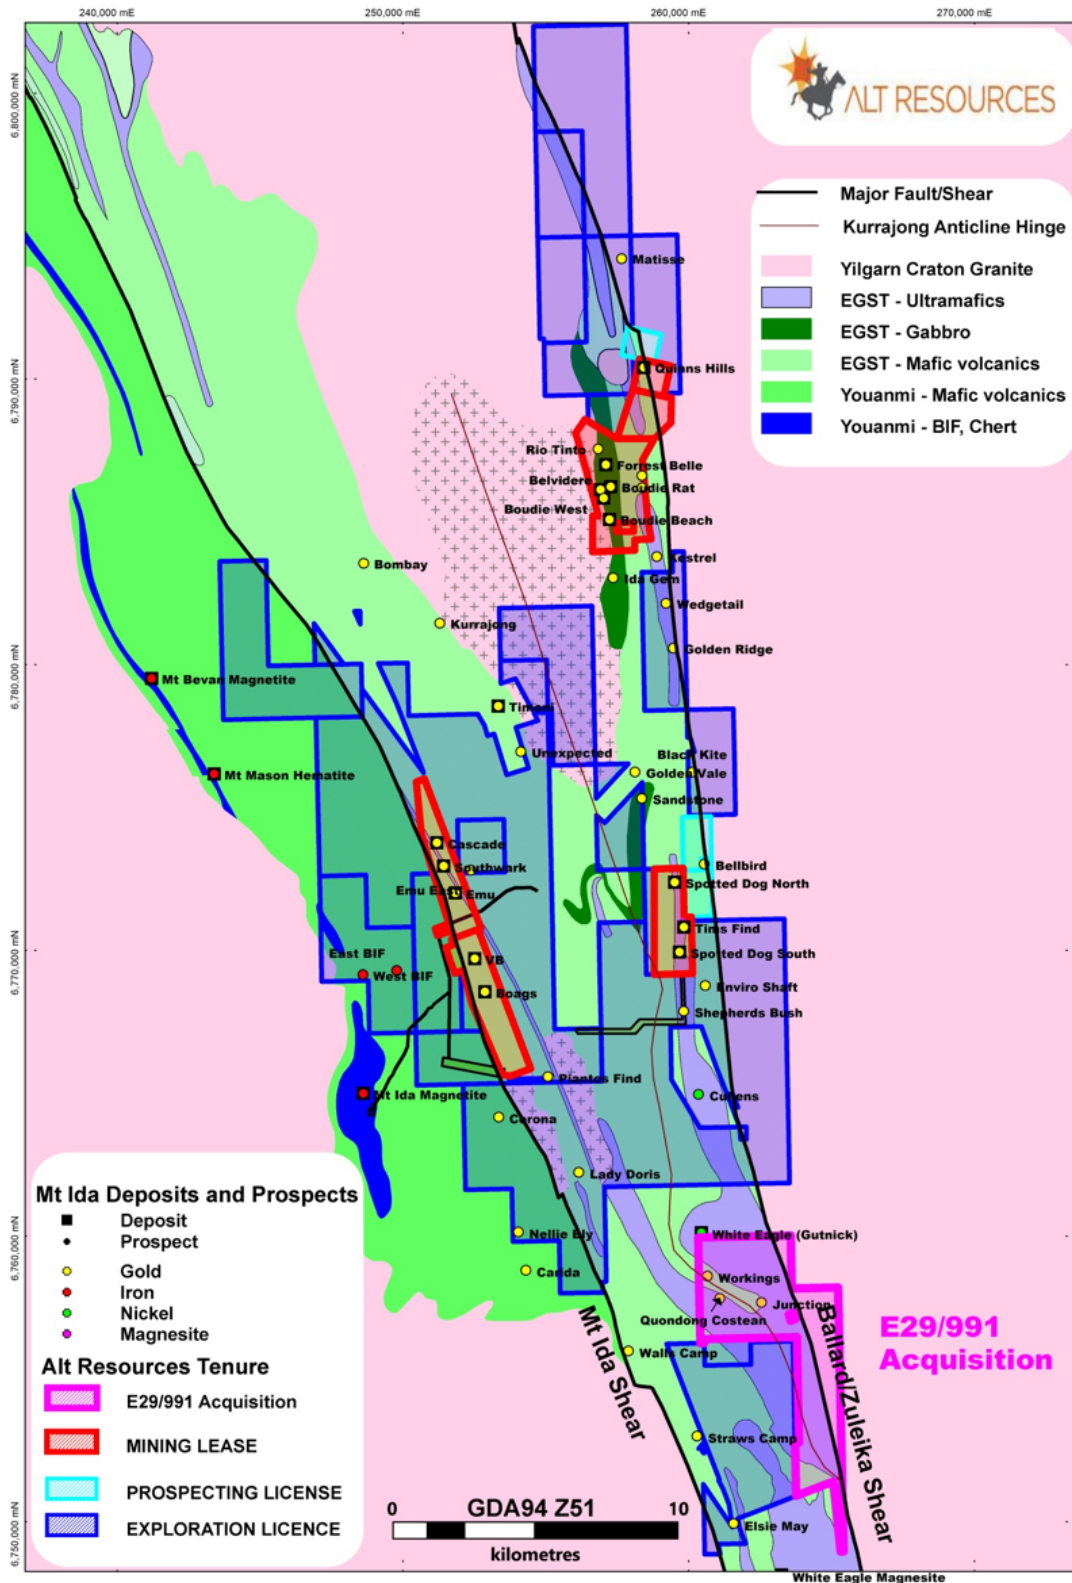 240,000 mE
250,000 mE
260,000 mE
270,000 mE
6,800,000 mN
6,790,000 mN
6,780,000 mN
6,770,000 mN
6,760,000 mN
6,750,000 mN
ALT RESOURCES
Major Fault/Shear
Kurrajong Anticline Hinge
Yilgarn Craton Granite
EGST - Ultramafics
EGST - Gabbro
EGST - Mafic volcanics
Youanmi - Mafic volcanics
Youanmi - BIF, Chert
Matisse
Quinns Hills
Rio Tinto
Forrest Belle
Belvidere
Boudie Rat
Boudie West
Boudie Beach
Kestrel
Bombay
Ida Gem
Wedgetail
Kurrajong
Golden Ridge
Mt Bevan Magnetite
Timoni
Unexpected
Black Kite
Mt Mason Hematite
Golden Vale
Sandstone
Cascade
Southwark
Bellbird
Emu East
Emu
Spotted Dog North
Tims Find
East BIF
VB
Spotted Dog South
West BIF
Boags
Enviro Shaft
Shepherds Bush
Piantos Find
Mt Ida Magnetite
Cullens
Corona
Lady Doris
Nellie Ely
White Eagle (Gutnick)
Carida
Workings
Junction
Quondong Costean
E29/991
Acquisition
Mt Ida Shear
Ballard/Zuleika Shear
Walls Camp
Straws Camp
Elsie May
White Eagle Magnesite
Mt Ida Deposits and Prospects
Deposit
Prospect
Gold
Iron
Nickel
Magnesite
Alt Resources Tenure
E29/991 Acquisition
MINING LEASE
PROSPECTING LICENSE
EXPLORATION LICENCE
0 GDA94 Z51 10
kilometres